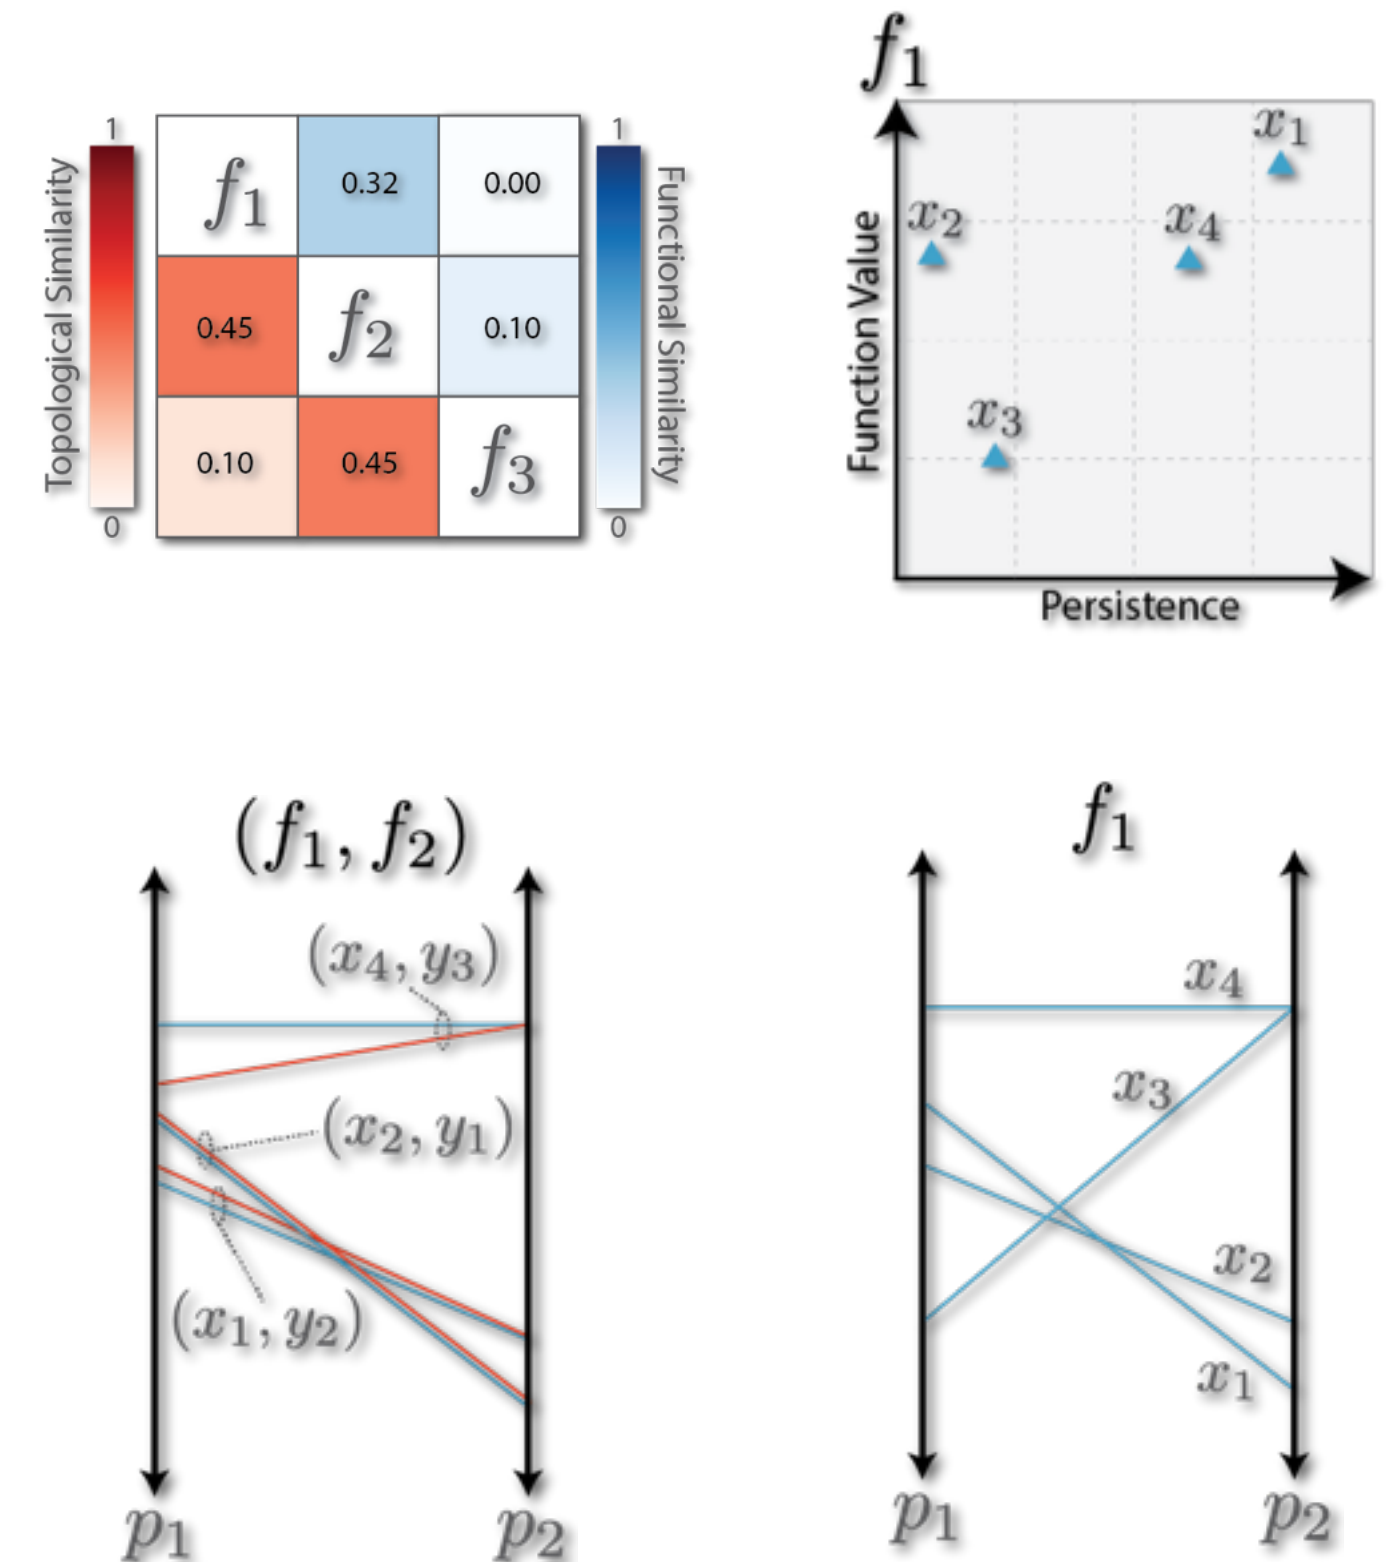 Topological Similarity
1
0
f1
0.32
0.00
0.45
f2
0.10
0.10
0.45
f3
1
0
Functional Similarity
f1
Function Value
x1
x2
x4
x3
Persistence
(f1, f2)
(x4, y3)
(x2, y1)
(x1, y2)
p1
p2
f1
x4
x3
x2
x1
p1
p2